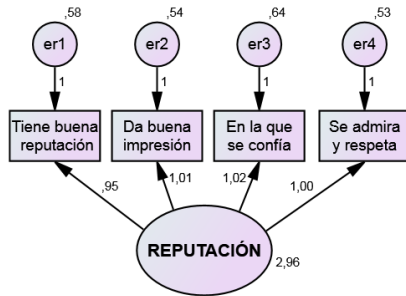 ,58
,54
,64
,53
er1
er2
er3
er4
1
1
1
1
Tiene buena
reputación
Da buena
impresión
En la que
se confía
Se admira
y respeta
,95
1,01
1,02
1,00
REPUTACIÓN
2,96